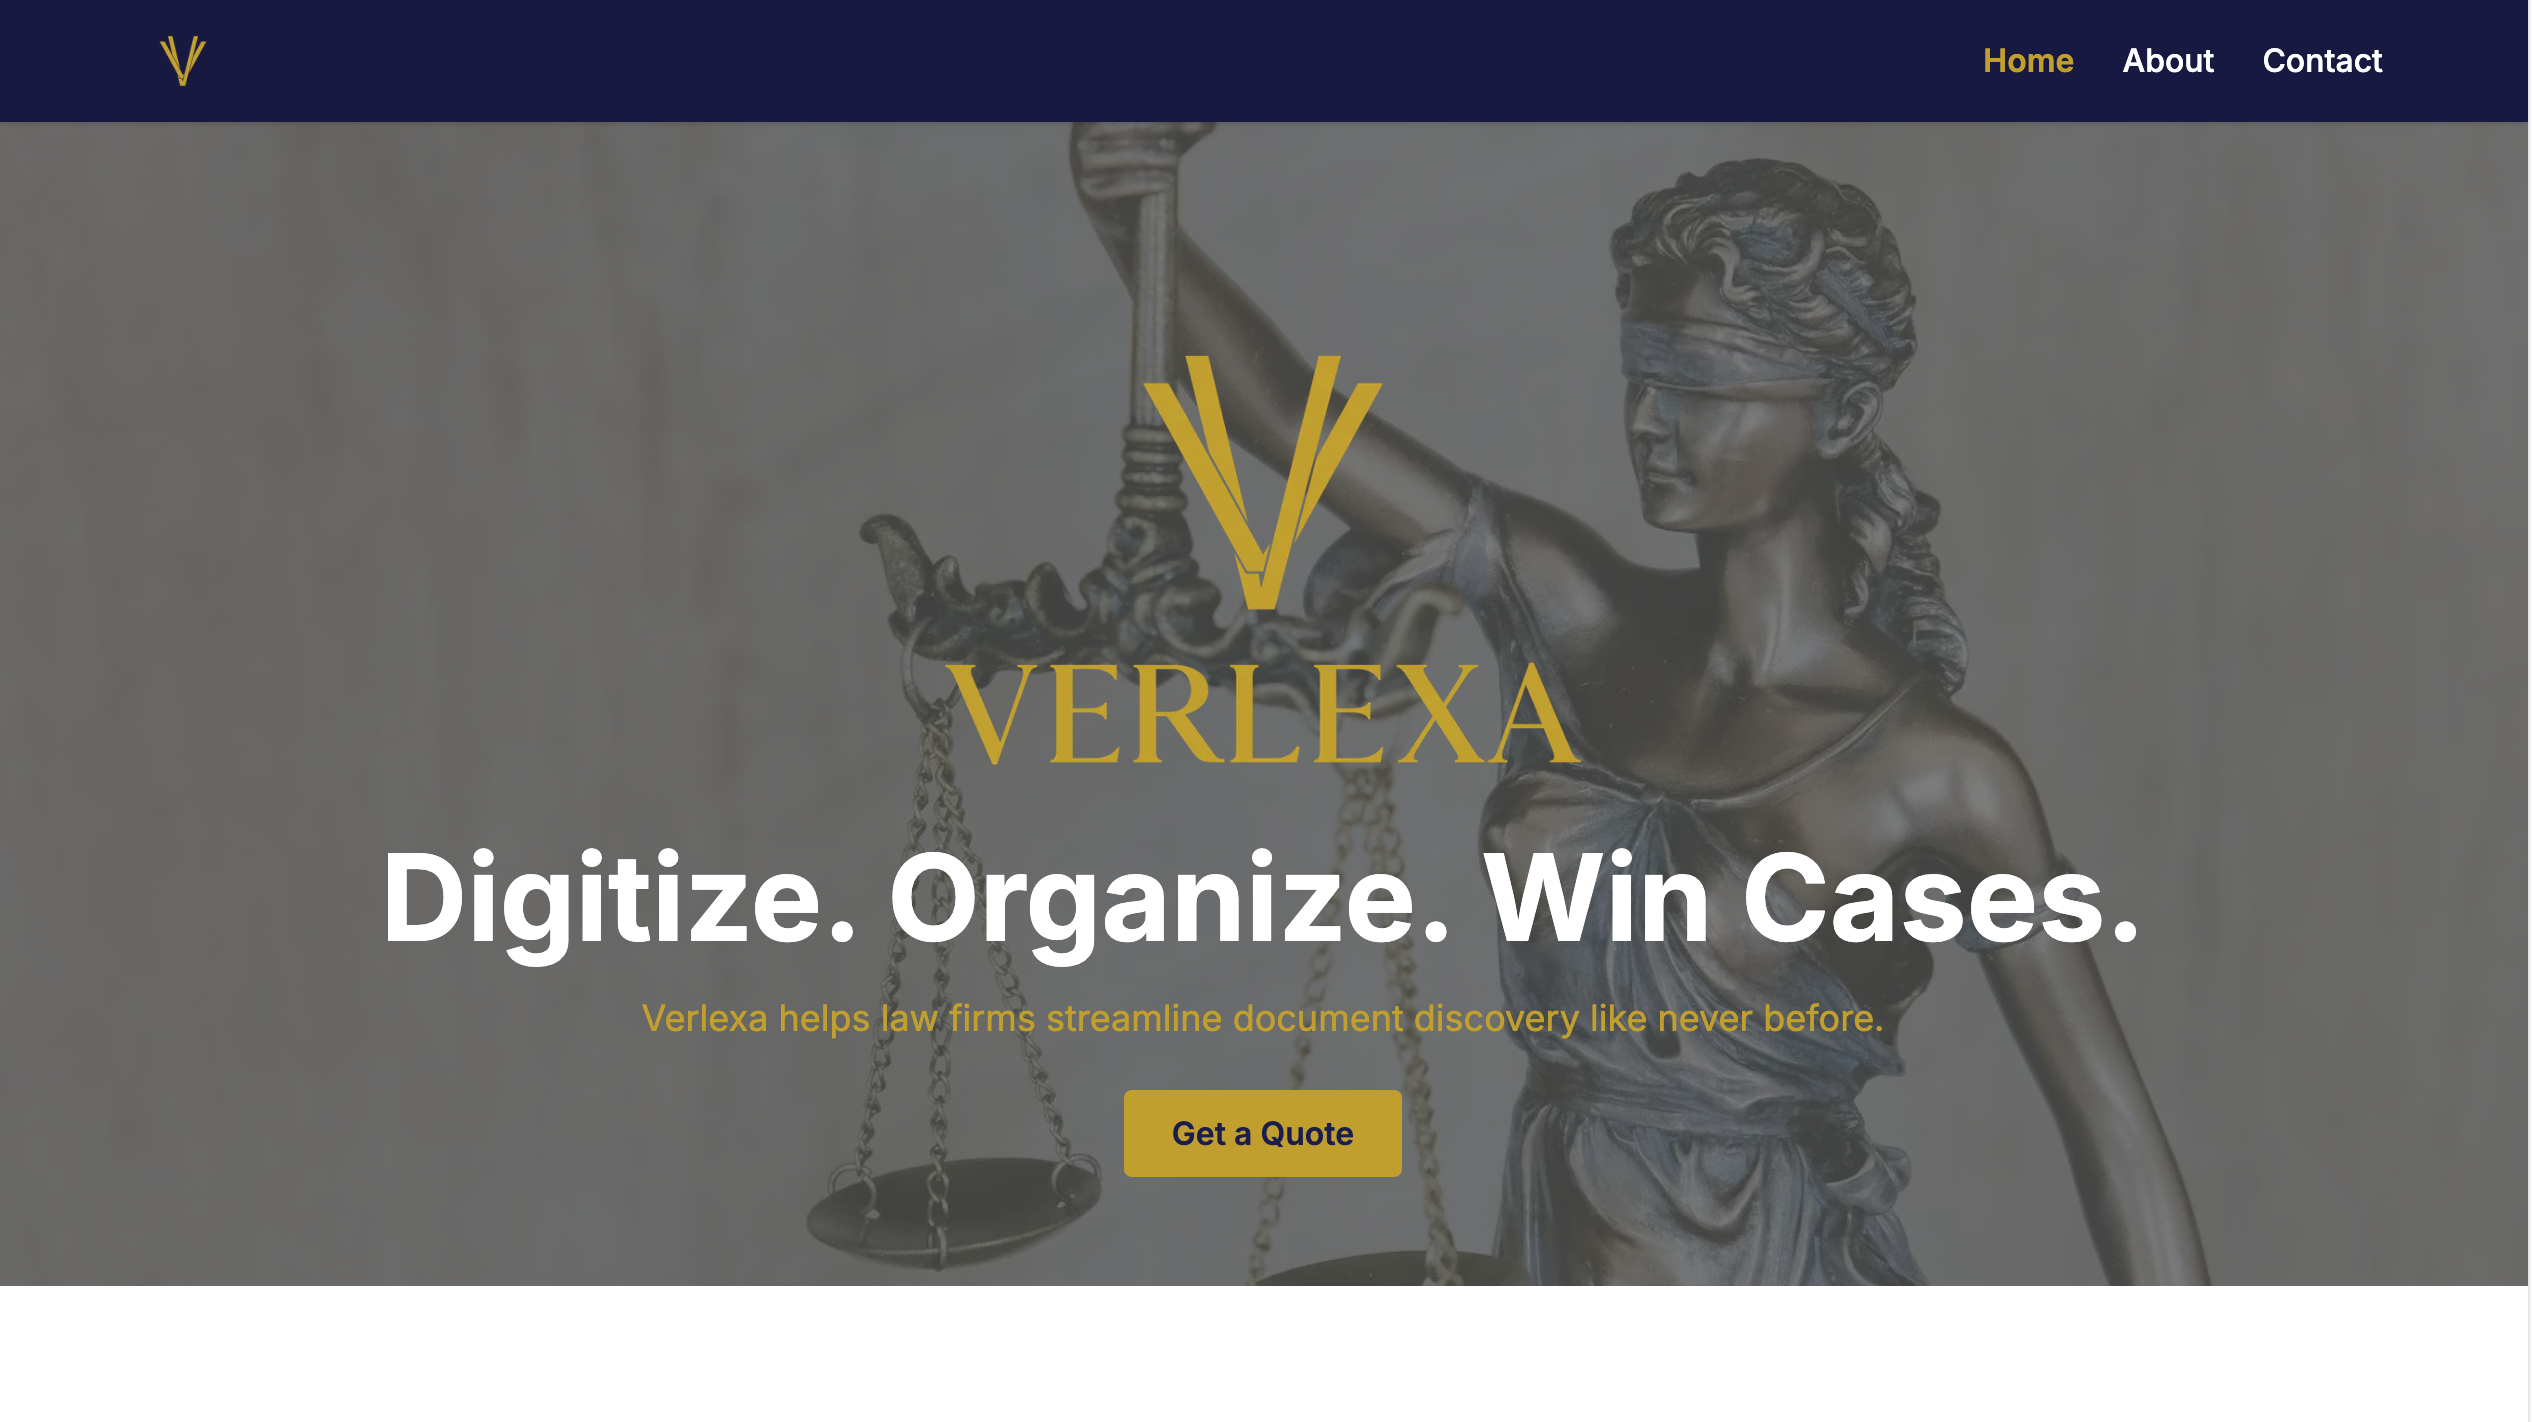 Home About Contact
VERLEXA
Digitize. Organize. Win Cases.
Verlexa helps law firms streamline document discovery like never before.
Get a Quote